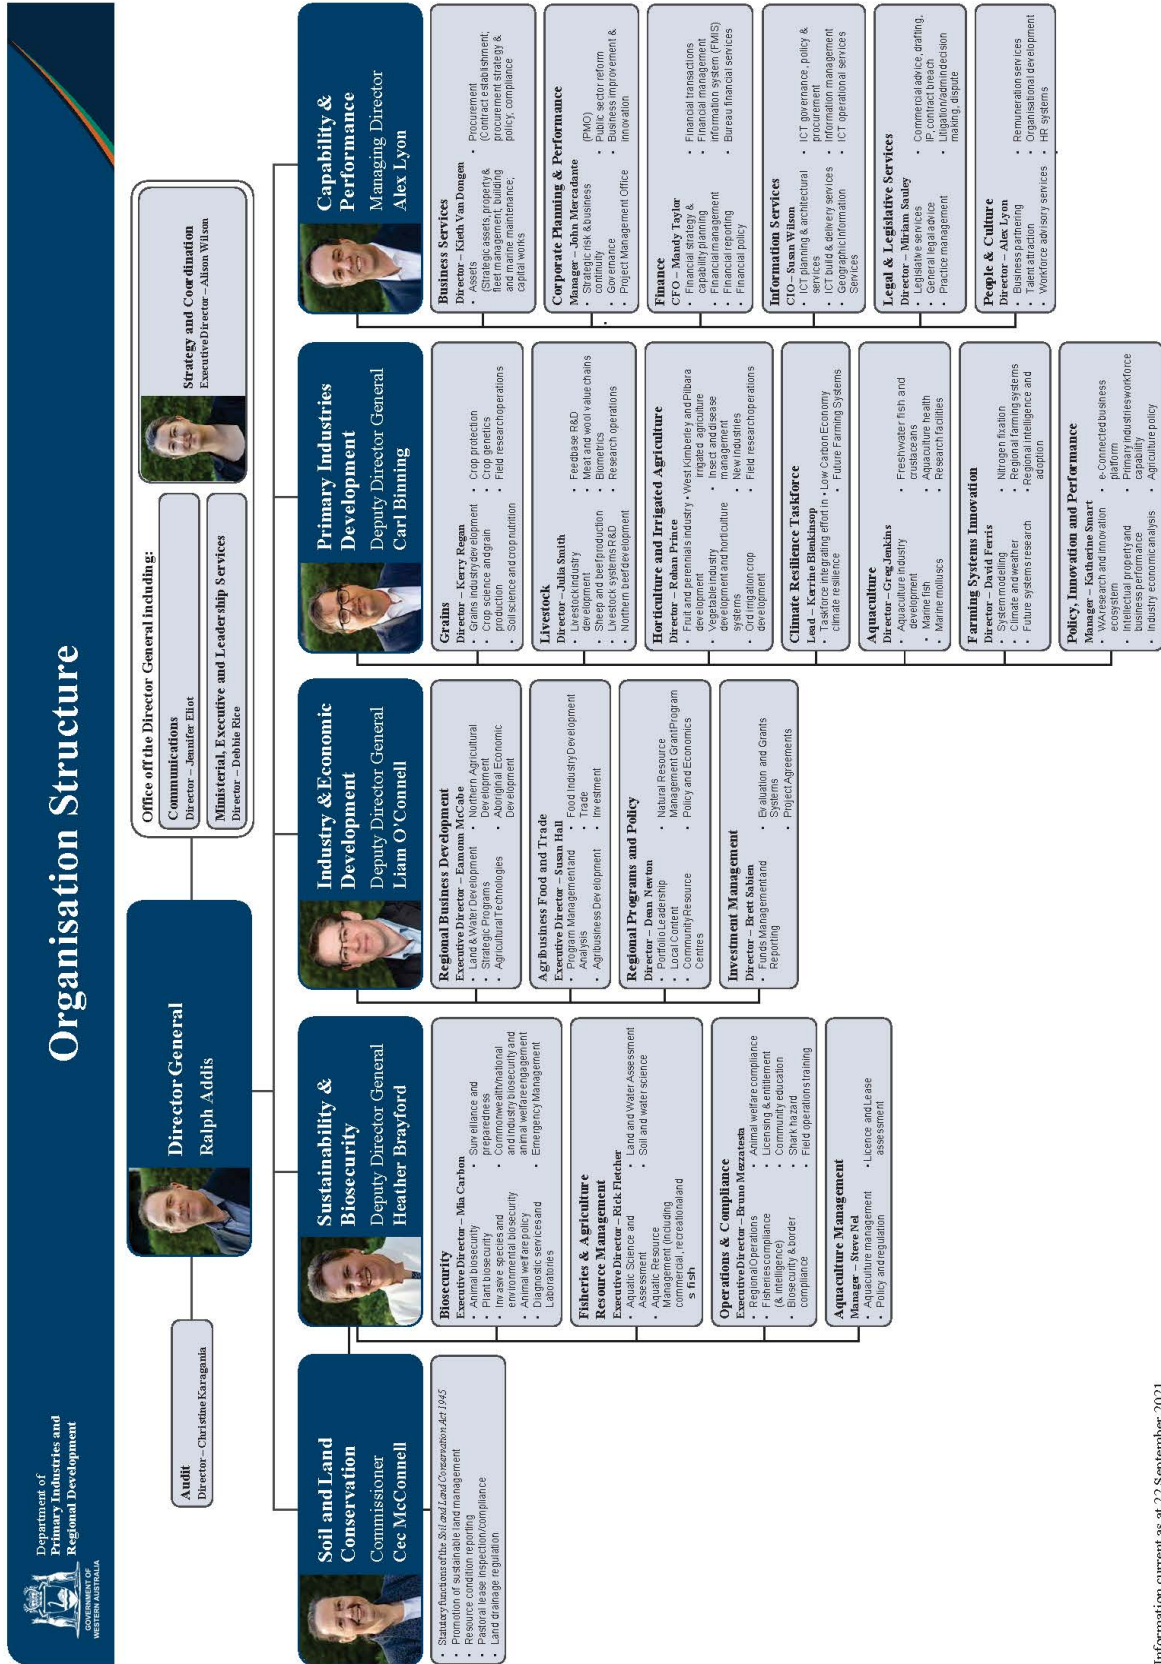 GOVERNMENT OF
WESTERN AUSTRALIA
Department of
Primary Industries and
Regional Development
Organisation Structure
Audit
Director – Christine Karagania
Director General
Ralph Addis
Office off the Director General including:
Communications
Director – Jennifer Eliot
Ministerial, Executive and Leadership Services
Director – Debbie Rice
Strategy and Coordination
Executive Director – Alison Wilson
Soil and Land
Conservation
Commissioner
Cec McConnell
• Statutory functions of the Soil and Land Conservation Act 1945
• Promotion of sustainable land management
• Resource condition reporting
• Pastoral lease inspection/compliance
• Land drainage regulation
Sustainability &
Biosecurity
Deputy Director General
Heather Brayford
Biosecurity
Executive Director – Mia Carbon
• Animal biosecurity
• Plant biosecurity
• Invasive species and
environmental biosecurity
• Animal welfare policy
• Diagnostic services and
Laboratories
• Surveillance and
preparedness
• Commonwealth/national
and industry biosecurity and
animal welfare engagement
• Emergency Management
Fisheries & Agriculture
Resource Management
Executive Director – Rick Fletcher
• Aquatic Science and
Assessment
• Aquatic Resource
Management (including
commercial, recreational and
s fish
• Land and Water Assessment
• Soil and water science
Operations & Compliance
Executive Director – Bruno Mezzatesta
• Regional Operations
• Fisheries compliance
(& intelligence)
• Biosecurity & border
compliance
• Animal welfare compliance
• Licensing & entitlement
• Community education
• Shark hazard
• Field operations training
Aquaculture Management
Manager – Steve Nel
• Aquaculture management
• Policy and regulation
• Licence and Lease
assessment
Industry & Economic
Development
Deputy Director General
Liam O'Connell
Regional Business Development
Executive Director – Eamonn McCabe
• Land & Water Development
• Strategic Programs
• Agricultural Technologies
• Northern Agricultural
Development
• Aboriginal Economic
Development
Agribusiness Food and Trade
Executive Director – Susan Hall
• Program Management and
Analysis
• Agribusiness Development
• Food Industry Development
• Trade
• Investment
Regional Programs and Policy
Director – Dean Newton
• Portfolio Leadership
• Local Content
• Community Resource
Centres
• Natural Resource
Management Grant Program
• Policy and Economics
Investment Management
Director – Brett Sabien
• Funds Management and
Reporting
• Evaluation and Grants
Systems
• Project Agreements
Primary Industries
Development
Deputy Director General
Carl Binning
Grains
Director – Kerry Regan
• Grains industry development
• Crop science and grain
production
• Soil science and crop nutrition
• Crop protection
• Crop genetics
• Field research operations
Livestock
Director – Julia Smith
• Livestock industry
development
• Sheep and beef production
• Livestock systems R&D
• Northern beef development
• Feedbase R&D
• Meat and wool value chains
• Biometrics
• Research operations
Horticulture and Irrigated Agriculture
Director – Rohan Prince
• Fruit and perennials industry
development
• Vegetable industry
development and horticulture
systems
• Ord irrigation crop
development
• West Kimberley and Pilbara
irrigated agriculture
• Insect and disease
management
• New Industries
• Field research operations
Climate Resilience Taskforce
Lead – Kerrine Blenkinsop
• Taskforce integrating effort in
climate resilience
• Low Carbon Economy
• Future Farming Systems
Aquaculture
Director – Greg Jenkins
• Aquaculture industry
development
• Marine fish
• Marine molluscs
• Freshwater fish and
crustaceans
• Aquaculture health
• Research facilities
Farming Systems Innovation
Director – David Ferris
• System modelling
• Climate and weather
• Future systems research
• Nitrogen fixation
• Regional farming systems
• Regional intelligence and
adoption
Policy, Innovation and Performance
Manager – Katherine Smart
• WA research and innovation
ecosystem
• Intellectual property and
business performance
• Industry economic analysis
• e-Connected business
platform
• Primary industries workforce
capability
• Agriculture policy
Capability &
Performance
Managing Director
Alex Lyon
Business Services
Director – Kieth Van Dongen
• Assets
(Strategic assets, property &
fleet management; building
and marine maintenance;
capital works
• Procurement
(Contract establishment;
procurement strategy &
policy; compliance
Corporate Planning & Performance
Manager – John Mercadante
• Strategic risk & business
continuity
• Governance
• Project Management Office
(PMO)
• Public sector reform
• Business improvement &
innovation
Finance
CFO – Mandy Taylor
• Financial strategy &
capability planning
• Financial management
• Financial reporting
• Financial policy
• Financial transactions
• Financial management
information system (FMIS)
• Bureau financial services
Information Services
CIO – Susan Wilson
• ICT planning & architectural
services
• ICT build & delivery services
• Geographic Information
Services
• ICT governance, policy &
procurement
• Information management
• ICT operational services
Legal & Legislative Services
Director – Miriam Sauley
• Legislative services
• General legal advice
• Practice management
• Commercial advice, drafting,
IP, contract breach
• Litigation/admin decision
making, dispute
People & Culture
Director – Alex Lyon
• Business partnering
• Talent attraction
• Workforce advisory services
• Remuneration services
• Organisational development
• HR systems
Information current as at 22 September 2021